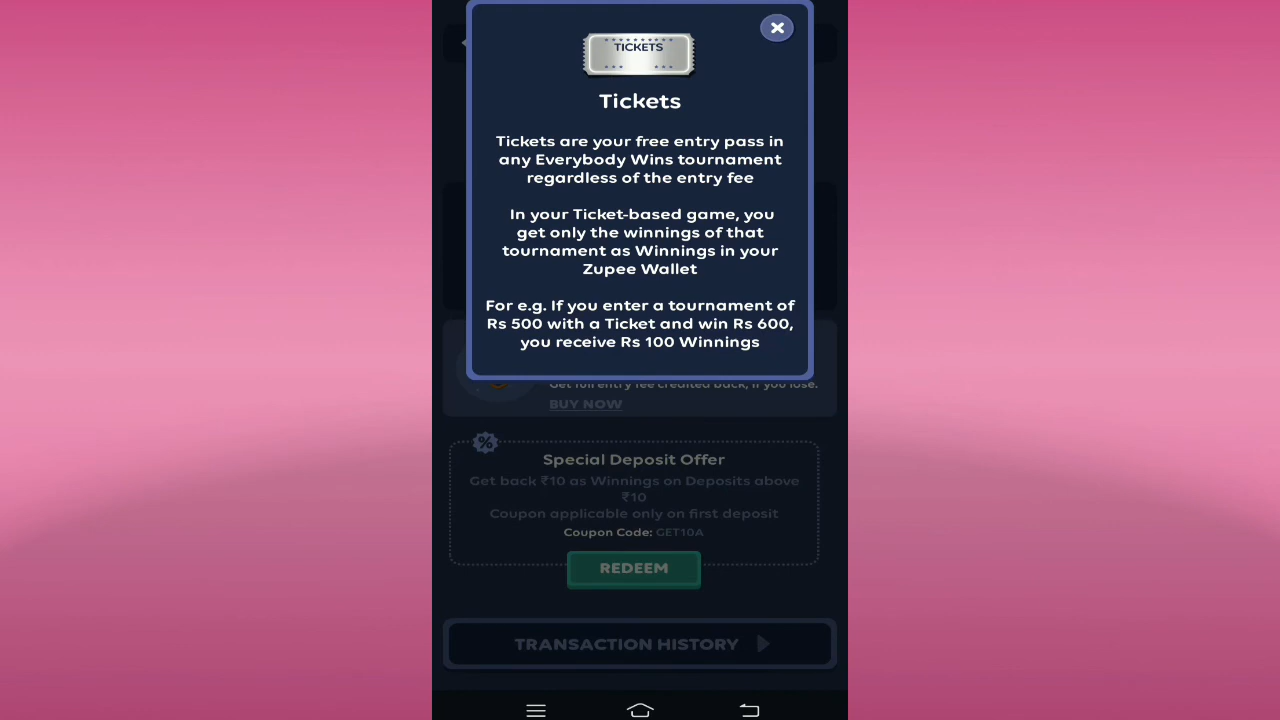 TICKETS
Tickets
Tickets are your free entry pass in
any Everybody Wins tournament
regardless of the entry fee
In your Ticket-based game, you
get only the winnings of that
tournament as Winnings in your
Zupee Wallet
For e.g. If you enter a tournament of
Rs 500 with a Ticket and win Rs 600,
you receive Rs 100 Winnings
Get full entry fee credited back, if you lose.
BUY NOW
%
Special Deposit Offer
Get back ₹10 as Winnings on Deposits above
₹10
Coupon applicable only on first deposit
Coupon Code: GET10A
REDEEM
TRANSACTION HISTORY